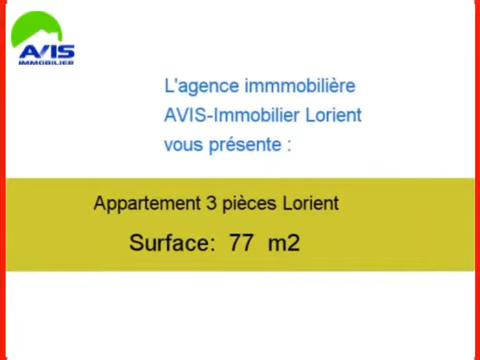 AVIS
IMMOBILIER
L'agence immmobilière
AVIS-Immobilier Lorient
vous présente :
Appartement 3 pièces Lorient
Surface: 77 m2